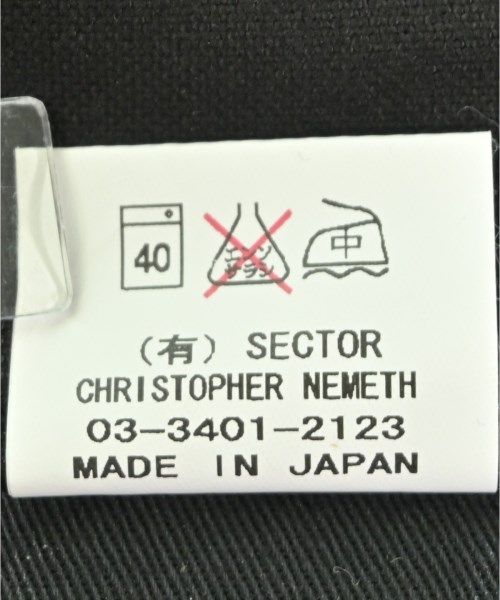 40
エンソ
サラシ
中
(有) SECTOR
CHRISTOPHER NEMETH
03-3401-2123
MADE IN JAPAN